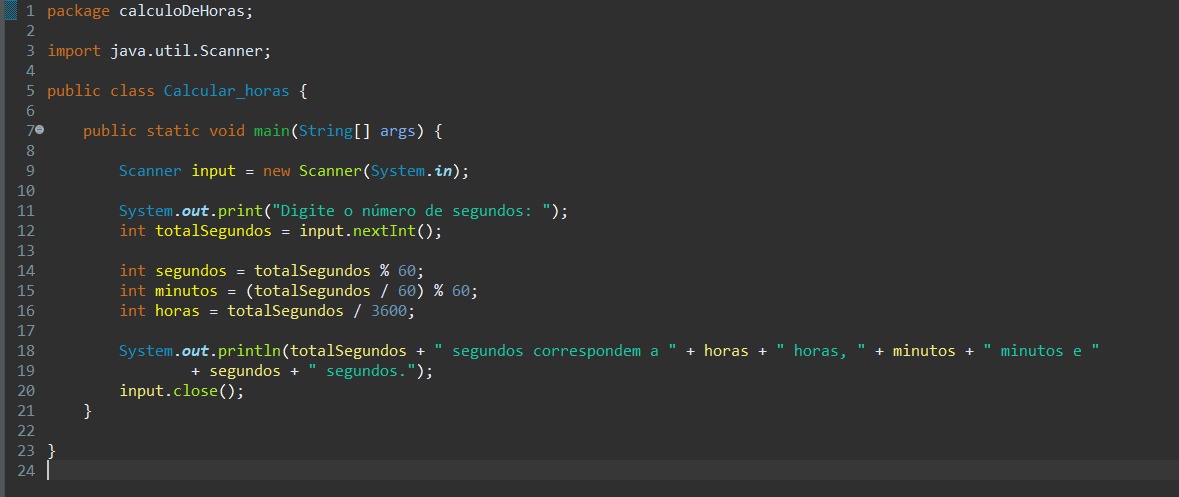 1 package calculoDeHoras;
2
3 import java.util.Scanner;
4
5 public class Calcular_horas {
6
7     public static void main(String[] args) {
8
9         Scanner input = new Scanner(System.in);
10
11         System.out.print("Digite o número de segundos: ");
12         int totalSegundos = input.nextInt();
13
14         int segundos = totalSegundos % 60;
15         int minutos = (totalSegundos / 60) % 60;
16         int horas = totalSegundos / 3600;
17
18         System.out.println(totalSegundos + " segundos correspondem a " + horas + " horas, " + minutos + " minutos e "
19                 + segundos + " segundos.");
20         input.close();
21     }
22
23 }
24